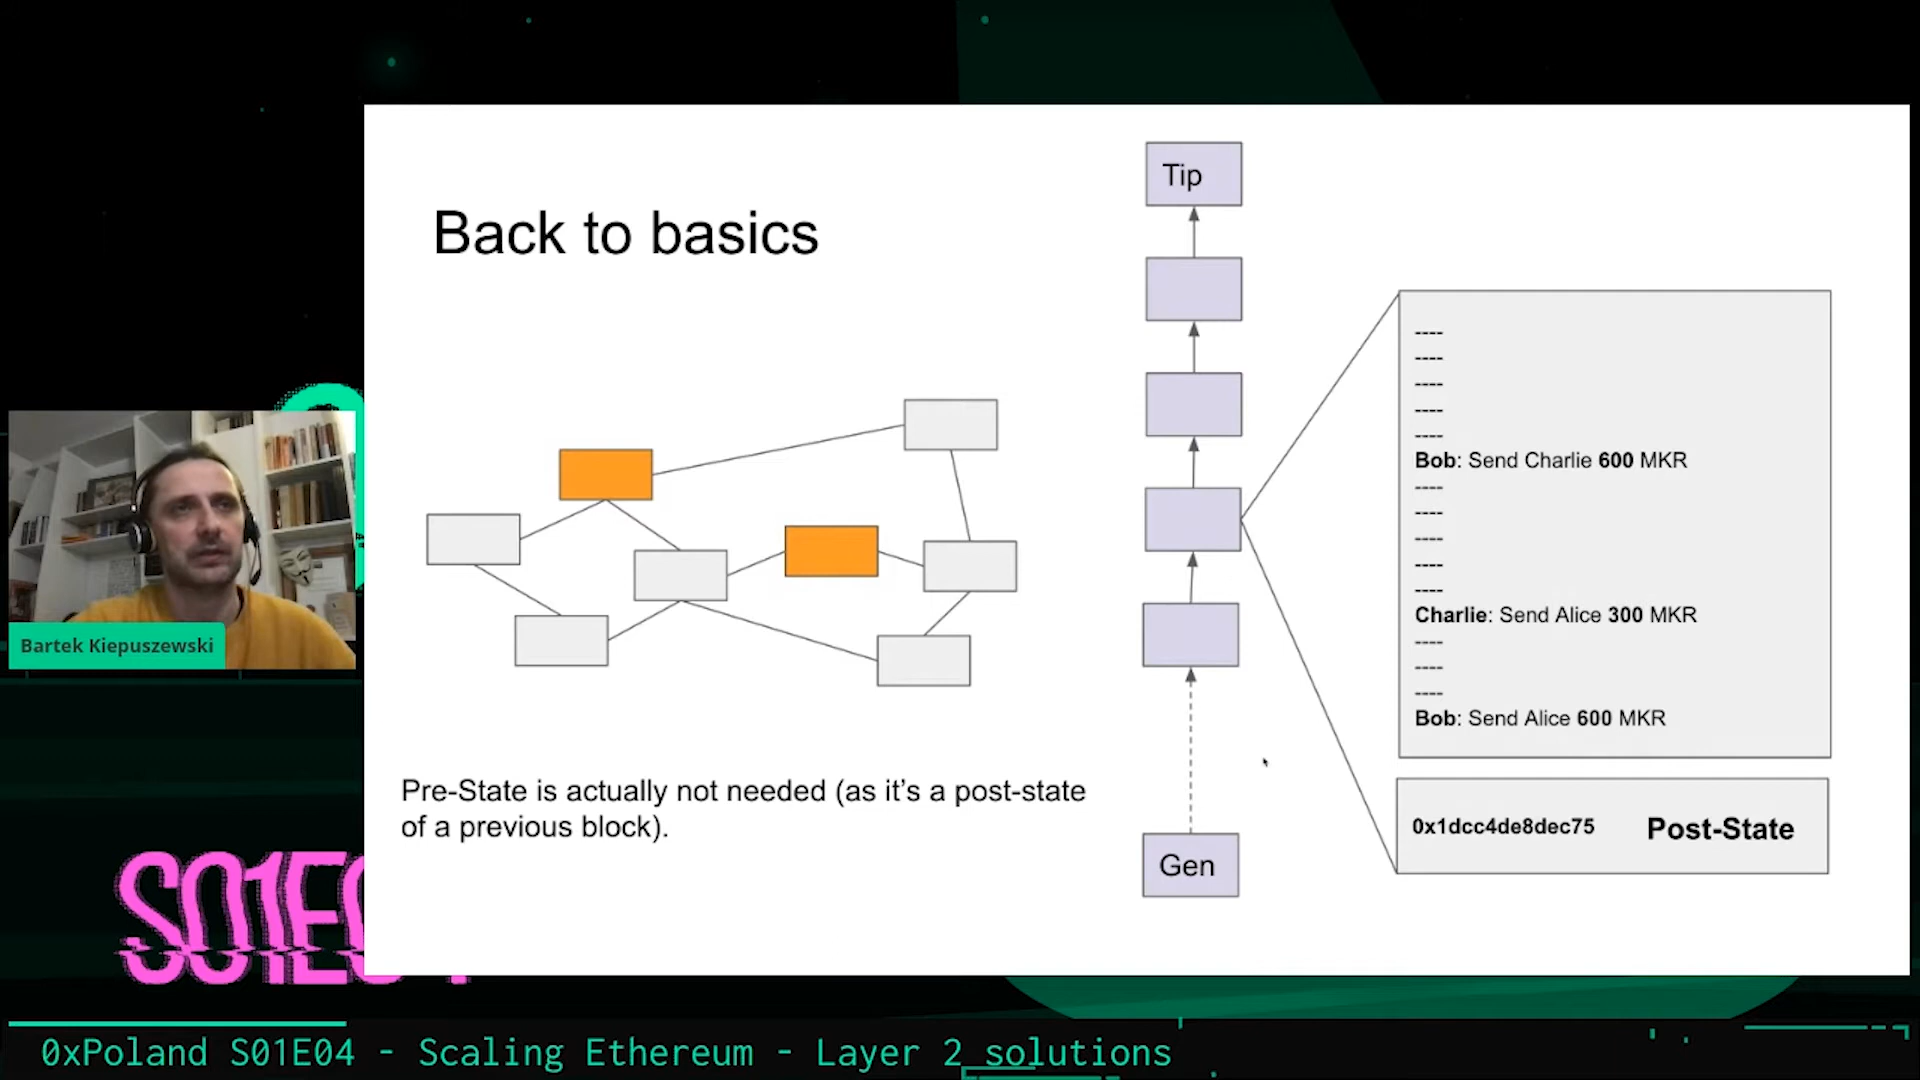 Back to basics
Tip
Gen
Pre-State is actually not needed (as it's a post-state
of a previous block).
----
----
----
----
----
Bob: Send Charlie 600 MKR
----
----
----
----
----
Charlie: Send Alice 300 MKR
----
----
----
Bob: Send Alice 600 MKR
0x1dcc4de8dec75
Post-State
Bartek Kiepuszewski
0xPoland S01E04 - Scaling Ethereum - Layer 2 solutions